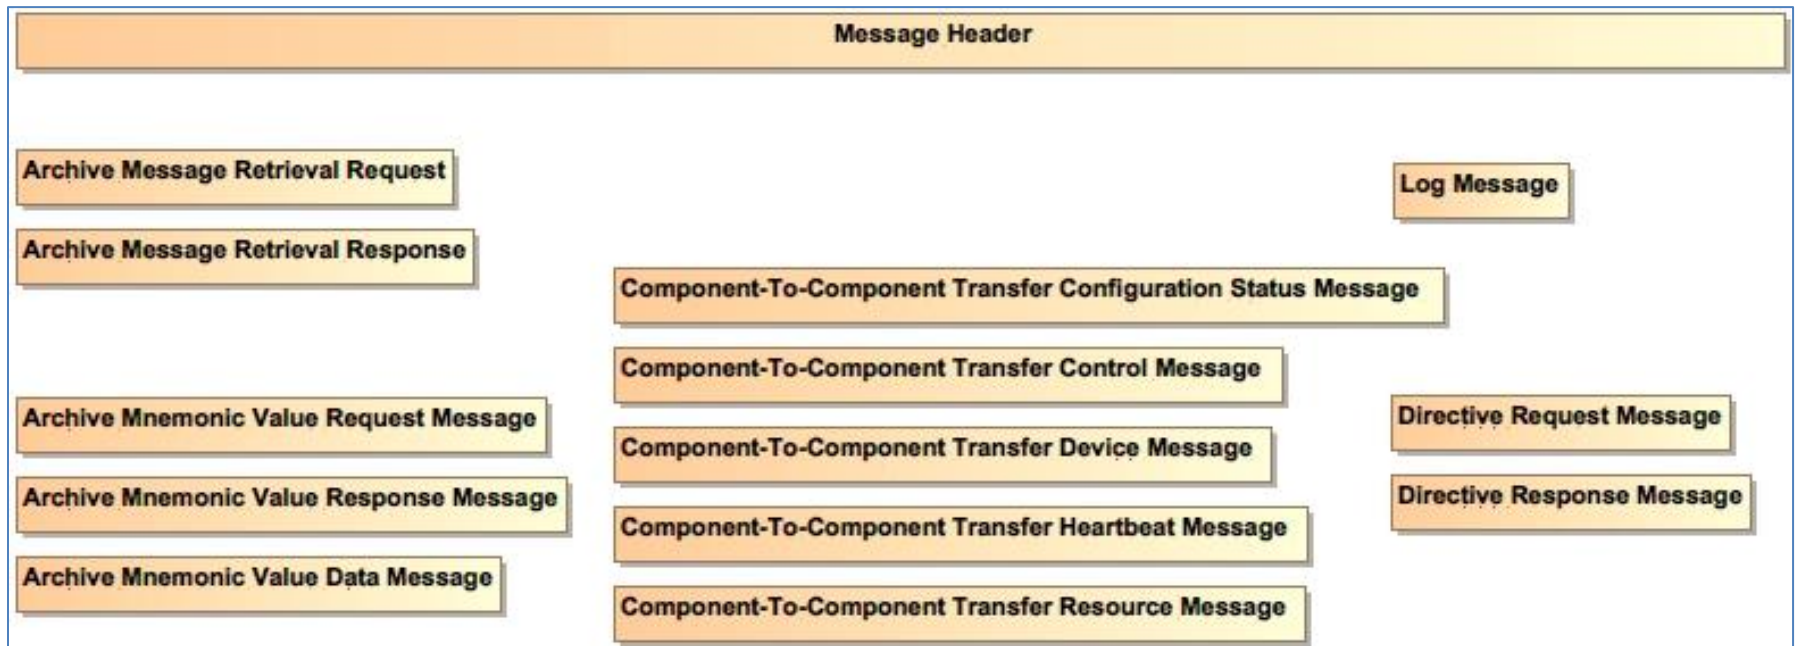 Message Header
Archive Message Retrieval Request
Archive Message Retrieval Response
Archive Mnemonic Value Request Message
Archive Mnemonic Value Response Message
Archive Mnemonic Value Data Message
Component-To-Component Transfer Configuration Status Message
Component-To-Component Transfer Control Message
Component-To-Component Transfer Device Message
Component-To-Component Transfer Heartbeat Message
Component-To-Component Transfer Resource Message
Log Message
Directive Request Message
Directive Response Message